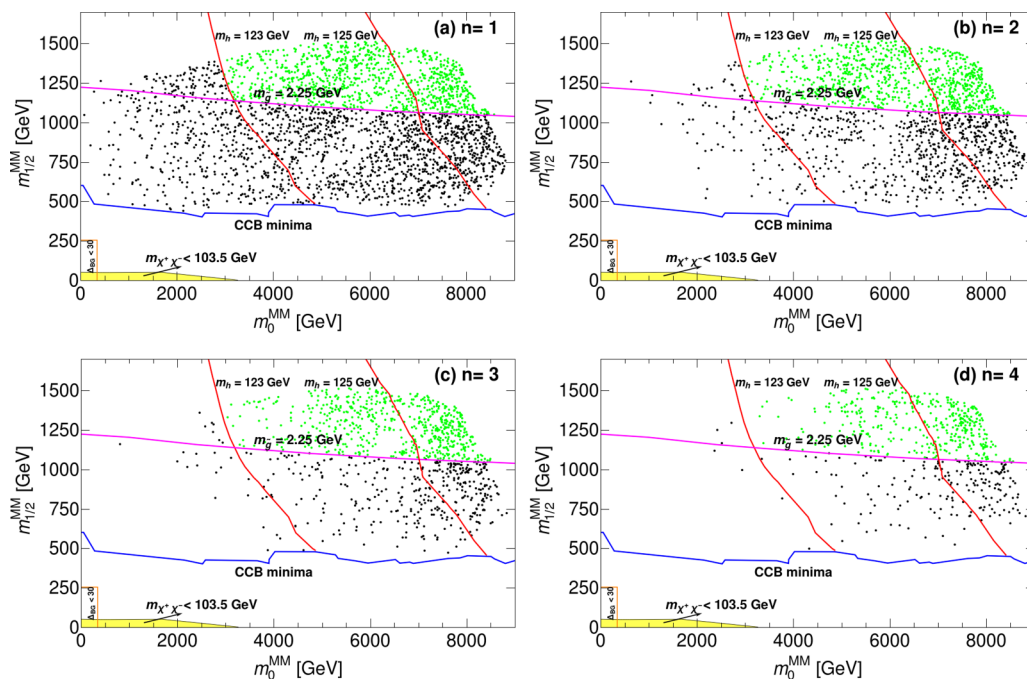 (a) n= 1
m_h = 123 GeV m_h = 125 GeV
m_g̃ = 2.25 GeV
CCB minima
Δ_BG < 30
m_χ⁺χ⁻ < 103.5 GeV
m_1/2^MM [GeV]
1500
1250
1000
750
500
250
0
0 2000 4000 6000 8000
m_0^MM [GeV]
(b) n= 2
m_h = 123 GeV m_h = 125 GeV
m_g̃ = 2.25 GeV
CCB minima
Δ_BG < 30
m_χ⁺χ⁻ < 103.5 GeV
m_1/2^MM [GeV]
1500
1250
1000
750
500
250
0
0 2000 4000 6000 8000
m_0^MM [GeV]
(c) n= 3
m_h = 123 GeV m_h = 125 GeV
m_g̃ = 2.25 GeV
CCB minima
Δ_BG < 30
m_χ⁺χ⁻ < 103.5 GeV
m_1/2^MM [GeV]
1500
1250
1000
750
500
250
0
0 2000 4000 6000 8000
m_0^MM [GeV]
(d) n= 4
m_h = 123 GeV m_h = 125 GeV
m_g̃ = 2.25 GeV
CCB minima
Δ_BG < 30
m_χ⁺χ⁻ < 103.5 GeV
m_1/2^MM [GeV]
1500
1250
1000
750
500
250
0
0 2000 4000 6000 8000
m_0^MM [GeV]